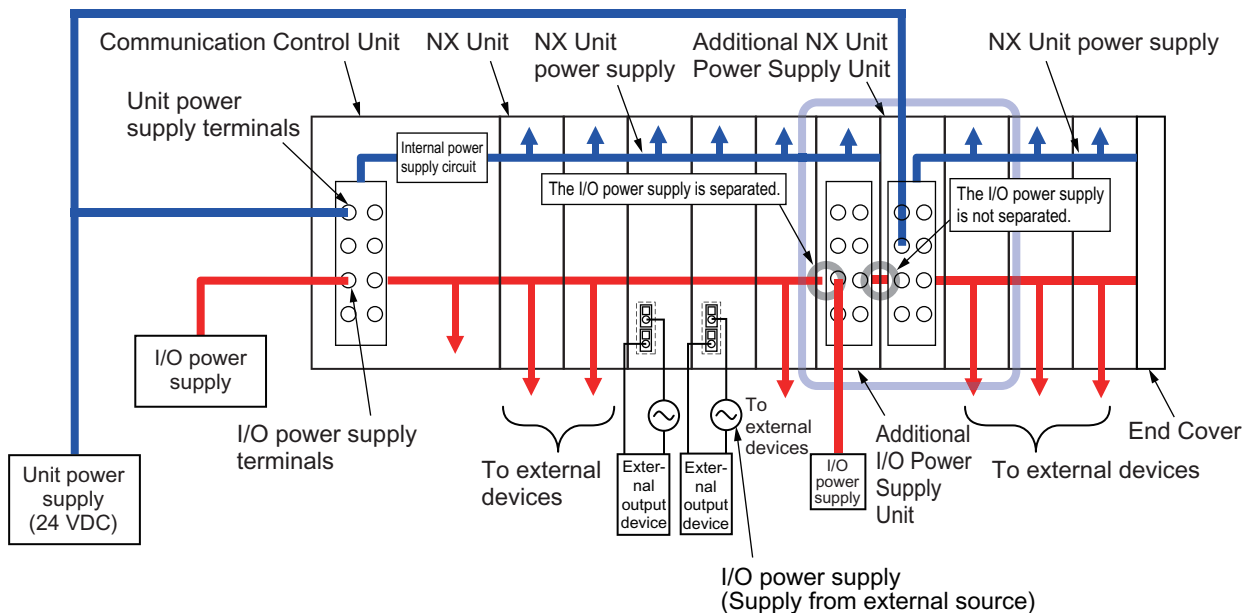 Communication Control Unit
NX Unit
NX Unit
power supply
Additional NX Unit
Power Supply Unit
NX Unit power supply
Unit power
supply terminals
Internal power
supply circuit
The I/O power supply is separated.
The I/O power supply
is not separated.
I/O power
supply
I/O power supply
terminals
Unit power
supply
(24 VDC)
To external
devices
Exter-
nal
output
device
Exter-
nal
output
device
To
external
devices
I/O
power
supply
Additional
I/O Power
Supply
Unit
To external devices
End Cover
I/O power supply
(Supply from external source)